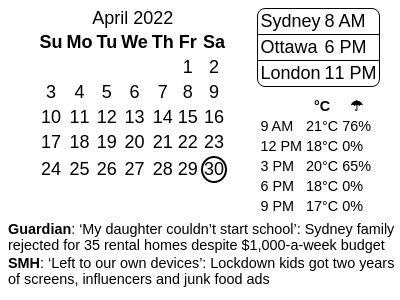 April 2022
Su Mo Tu We Th Fr Sa
1 2
3 4 5 6 7 8 9
10 11 12 13 14 15 16
17 18 19 20 21 22 23
24 25 26 27 28 29 30
Sydney 8 AM
Ottawa 6 PM
London 11 PM
°C ☂
9 AM 21°C 76%
12 PM 18°C 0%
3 PM 20°C 65%
6 PM 18°C 0%
9 PM 17°C 0%
Guardian: ‘My daughter couldn’t start school’: Sydney family
rejected for 35 rental homes despite $1,000-a-week budget
SMH: ‘Left to our own devices’: Lockdown kids got two years
of screens, influencers and junk food ads